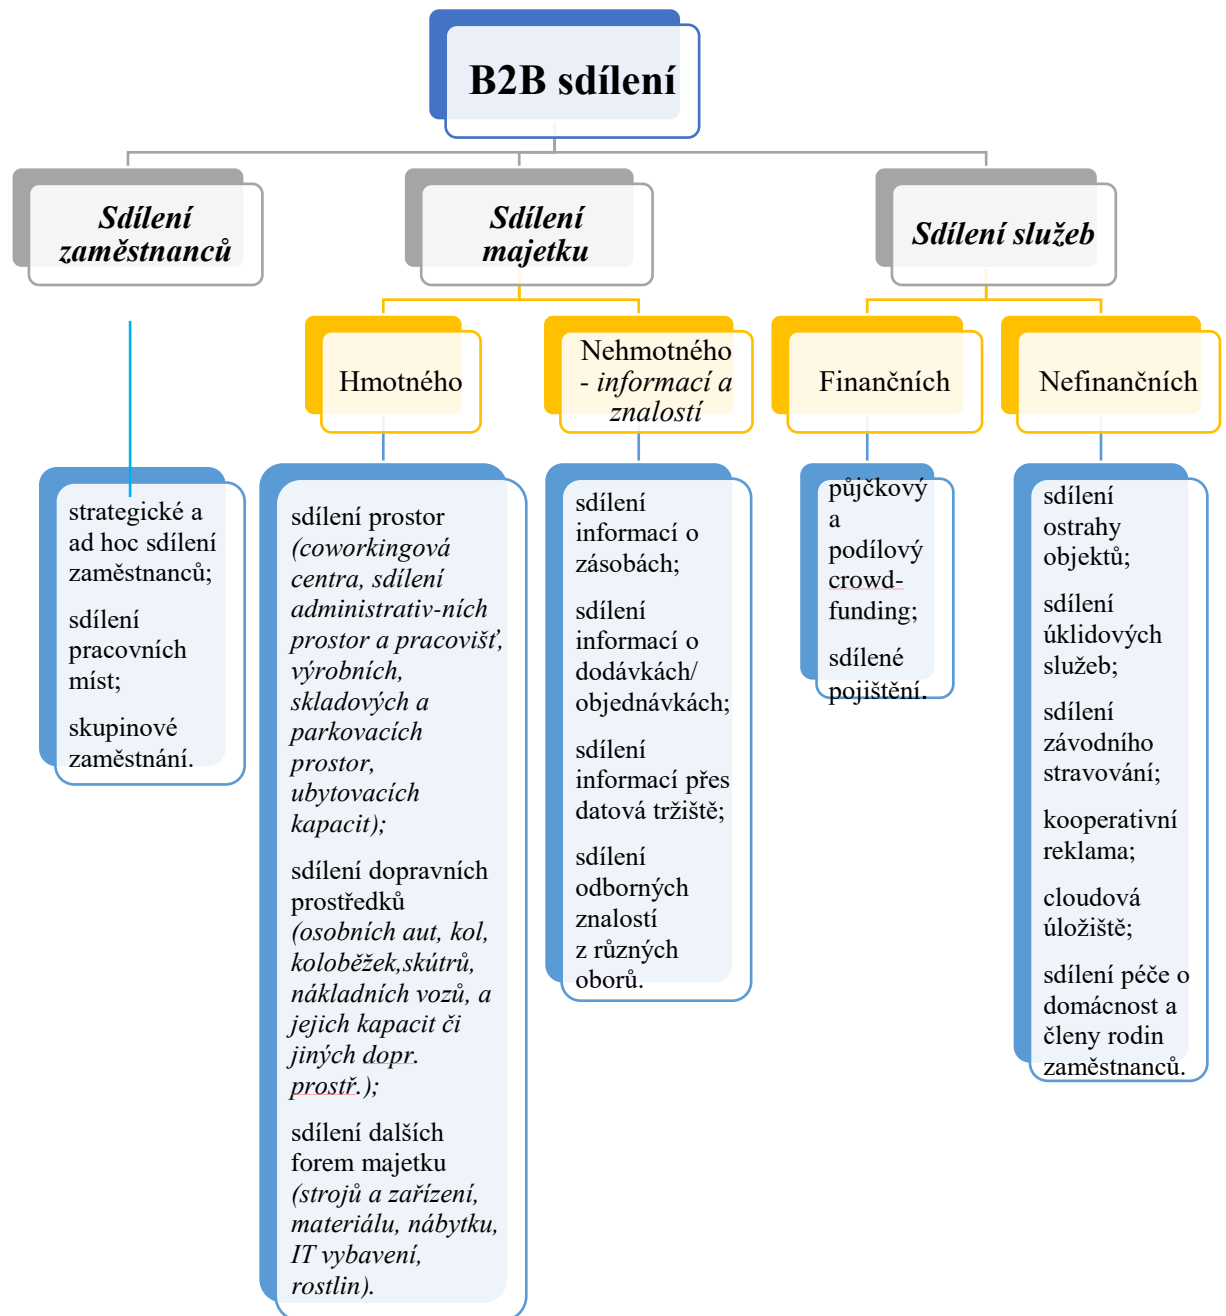 B2B sdílení
Sdílení
zaměstnanců
Sdílení
majetku
Sdílení služeb
Hmotného
Nehmotného
- informací a
znalostí
Finančních
Nefinančních
strategické a
ad hoc sdílení
zaměstnanců;
sdílení
pracovních
míst;
skupinové
zaměstnání.
sdílení prostor
(coworkingová
centra, sdílení
administrativ-ních
prostor a pracovišť,
výrobních,
skladových a
parkovacích
prostor,
ubytovacích
kapacit);
sdílení dopravních
prostředků
(osobních aut, kol,
koloběžek,skútrů,
nákladních vozů, a
jejich kapacit či
jiných dopr.
prostř.);
sdílení dalších
forem majetku
(strojů a zařízení,
materiálu, nábytku,
IT vybavení,
rostlin).
sdílení
informací o
zásobách;
sdílení
informací o
dodávkách/
objednávkách;
sdílení
informací přes
datová tržiště;
sdílení
odborných
znalostí
z různých
oborů.
půjčkový
a
podílový
crowd-
funding;
sdílené
pojištění.
sdílení
ostrahy
objektů;
sdílení
úklidových
služeb;
sdílení
závodního
stravování;
kooperativní
reklama;
cloudová
úložiště;
sdílení péče o
domácnost a
členy rodin
zaměstnanců.